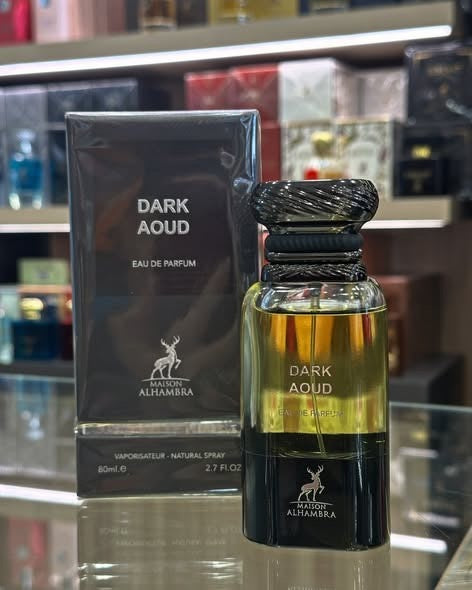 DARK
AOUD
EAU DE PARFUM
MAISON
ALHAMBRA
VAPORISATEUR - NATURAL SPRAY
80ml.e
2.7 FL.OZ
DARK
AOUD
EAU DE PARFUM
MAISON
ALHAMBRA